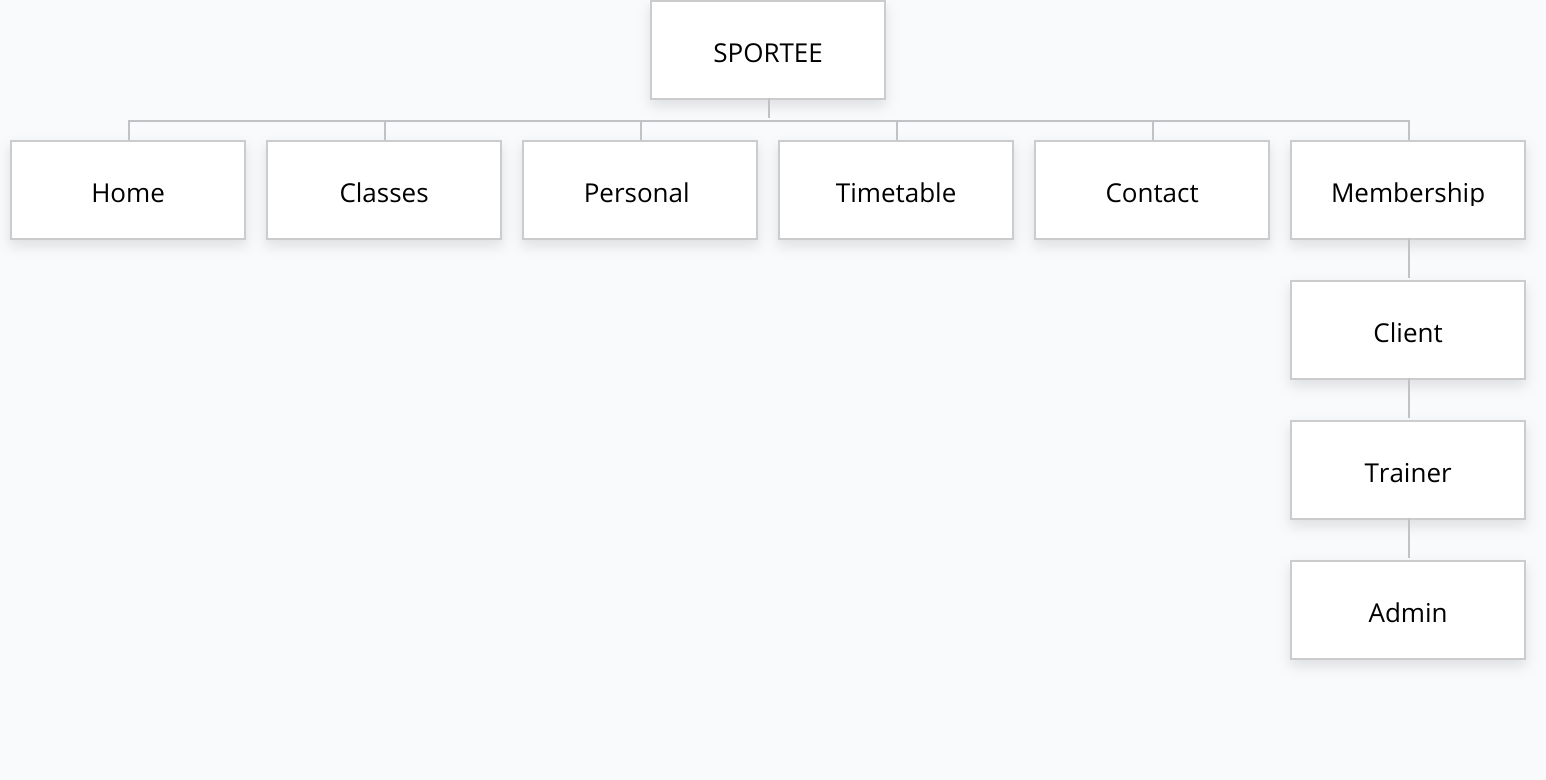 SPORTEE
Home
Classes
Personal
Timetable
Contact
Membership
Client
Trainer
Admin